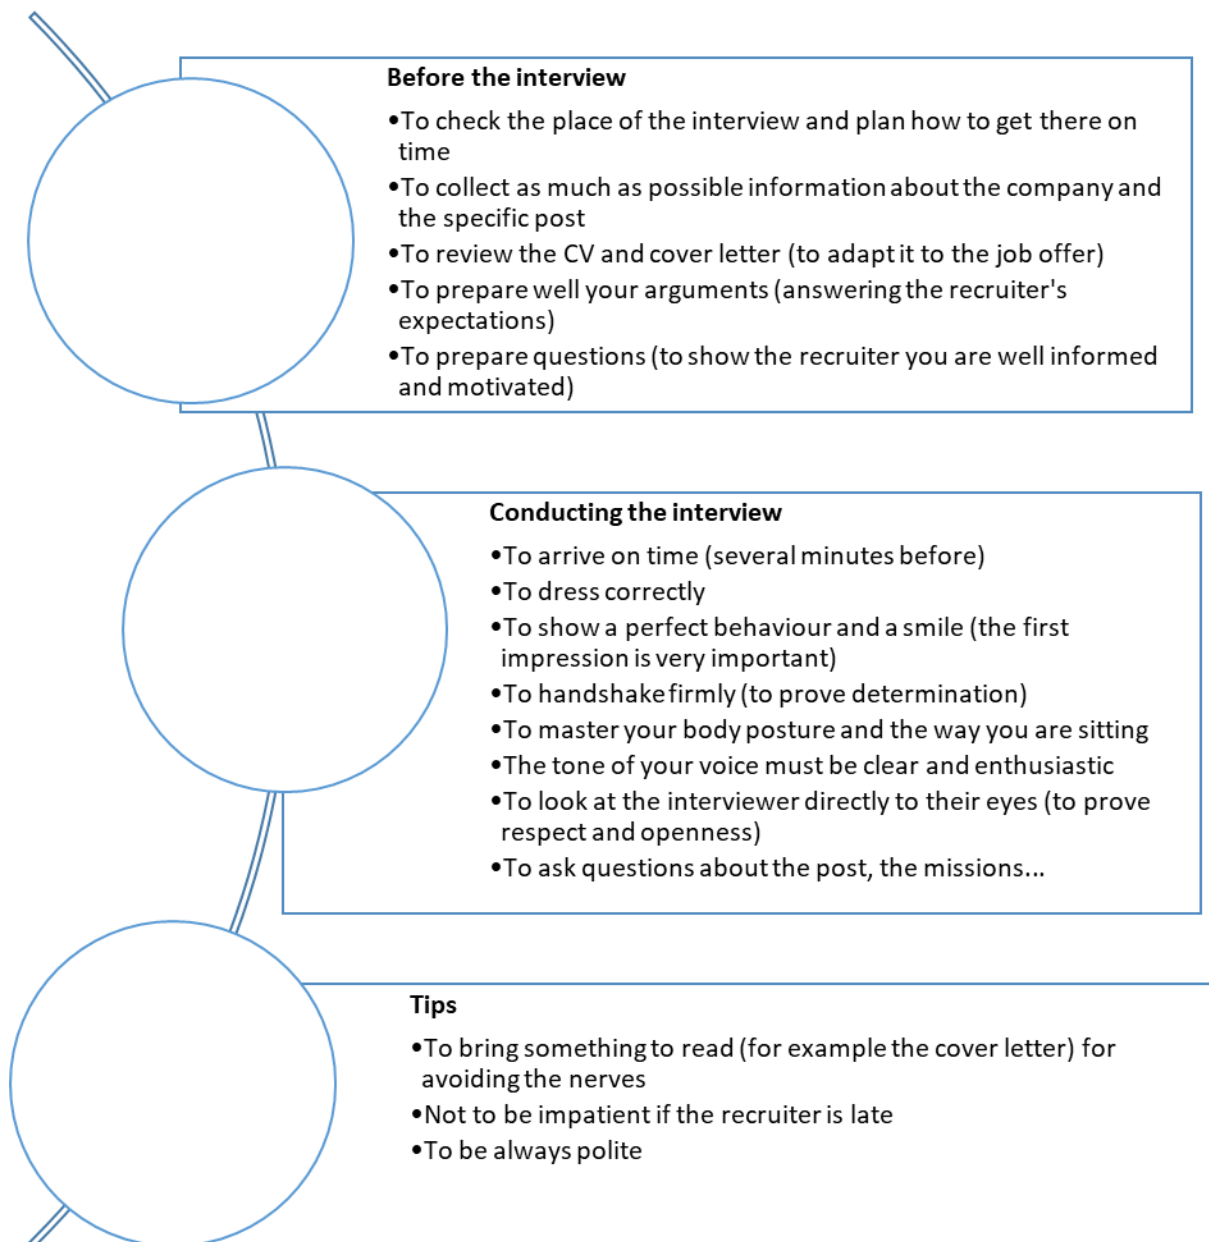 Before the interview
•To check the place of the interview and plan how to get there on
time
•To collect as much as possible information about the company and
the specific post
•To review the CV and cover letter (to adapt it to the job offer)
•To prepare well your arguments (answering the recruiter's
expectations)
•To prepare questions (to show the recruiter you are well informed
and motivated)
Conducting the interview
•To arrive on time (several minutes before)
•To dress correctly
•To show a perfect behaviour and a smile (the first
impression is very important)
•To handshake firmly (to prove determination)
•To master your body posture and the way you are sitting
•The tone of your voice must be clear and enthusiastic
•To look at the interviewer directly to their eyes (to prove
respect and openness)
•To ask questions about the post, the missions...
Tips
•To bring something to read (for example the cover letter) for
avoiding the nerves
•Not to be impatient if the recruiter is late
•To be always polite